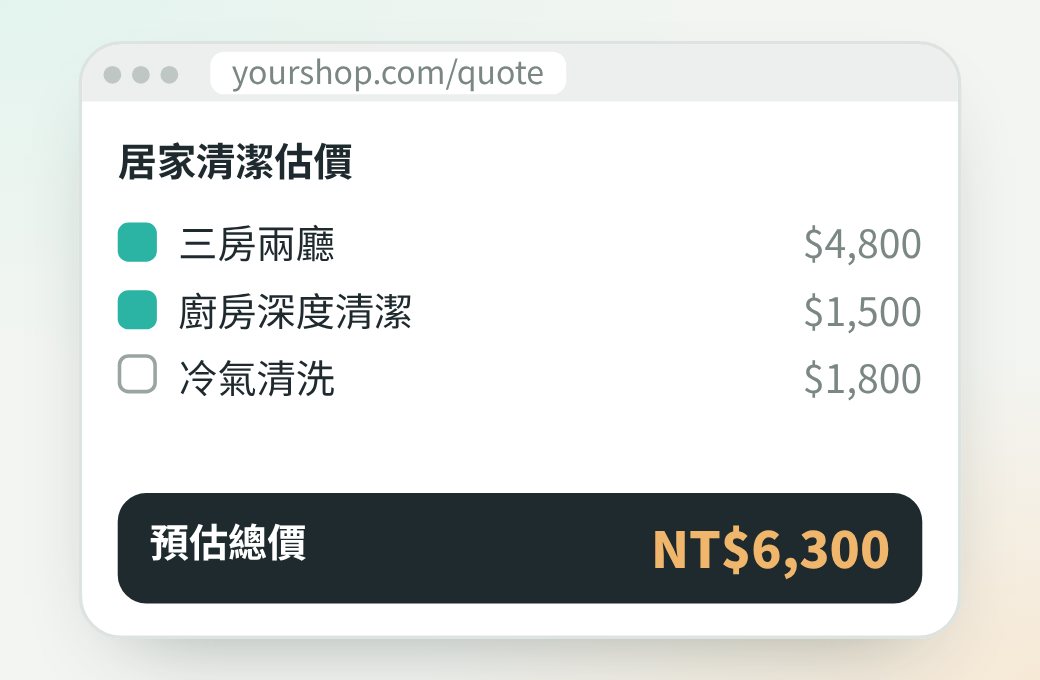 yourshop.com/quote
居家清潔估價
三房兩廳 $4,800
廚房深度清潔 $1,500
冷氣清洗 $1,800
預估總價 NT$6,300